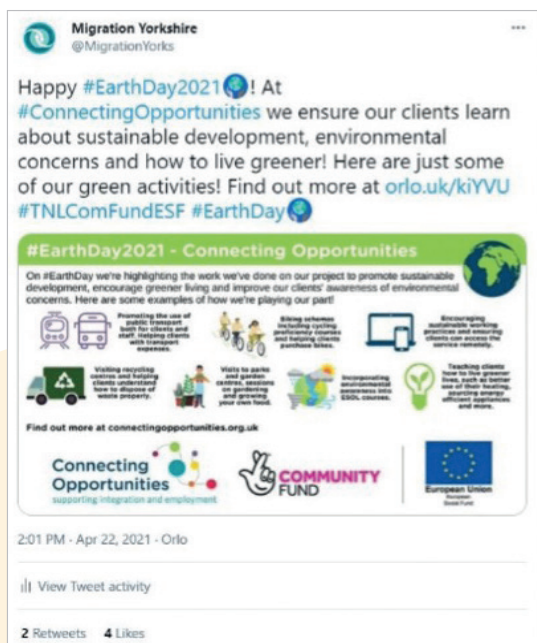 Migration Yorkshire
@MigrationYorks
Happy #EarthDay2021! At
#ConnectingOpportunities we ensure our clients learn
about sustainable development, environmental
concerns and how to live greener! Here are just some
of our green activities! Find out more at orlo.uk/kiYVU
#TNLComFundESF #EarthDay
#EarthDay2021 - Connecting Opportunities
On #EarthDay we're highlighting the work we've done on our project to promote sustainable
development, encourage greener living and improve our clients' awareness of environmental
concerns. Here are some examples of how we're playing our part!
Promoting the use of
public transport
both for clients and
staff. Helping clients
with transport
expenses.
Biking schemes
including cycling
proficiency courses
and helping clients
purchase bikes.
Encouraging
sustainable working
practices and ensuring
clients can access the
service remotely.
Visiting recycling
centres and helping
clients understand
how to dispose of
waste properly.
Visits to parks and
garden
centres, sessions
on gardening
and growing
your own food.
Incorporating
environmental
awareness into
ESOL courses.
Teaching clients
how to live greener
lives, such as better
use of their heating,
sourcing energy
efficient appliances
and more.
Find out more at connectingopportunities.org.uk
Connecting
Opportunities
supporting integration and employment
COMMUNITY
FUND
European Union
European
Social Fund
2:01 PM · Apr 22, 2021 · Orlo
View Tweet activity
2 Retweets 4 Likes